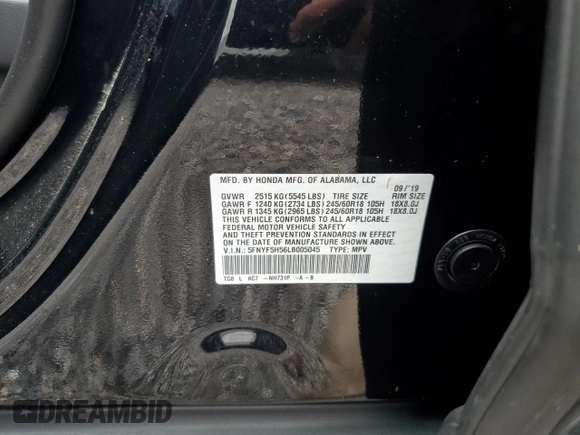 MFD. BY HONDA MFG. OF ALABAMA, LLC 09/'19
GVWR 2515 KG (5545 LBS) TIRE SIZE RIM SIZE
GAWR F 1240 KG (2734 LBS) 245/60R18 105H 18X8.0J
GAWR R 1345 KG (2965 LBS) 245/60R18 105H 18X8.0J
THIS VEHICLE CONFORMS TO ALL APPLICABLE
FEDERAL MOTOR VEHICLE SAFETY
AND THEFT PREVENTION STANDARDS IN EFFECT
ON THE DATE OF MANUFACTURE SHOWN ABOVE.
V.I.N.: 5FNYF5H56LB005045 TYPE: MPV
TG8 L AC7 -NH731P -A -B
DREAMBID